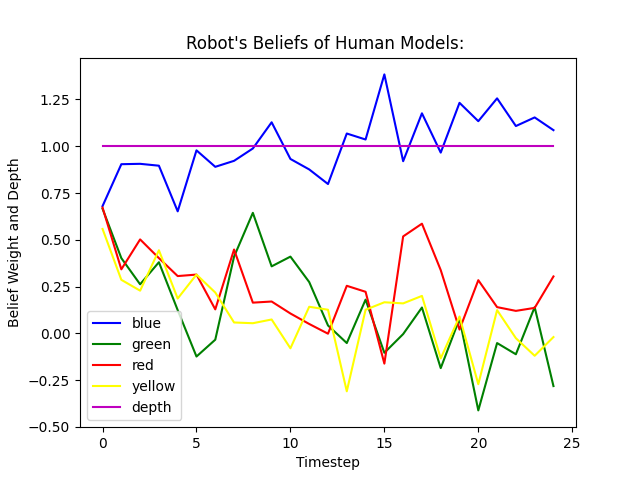 Robot's Beliefs of Human Models:
Belief Weight and Depth
1.25
1.00
0.75
0.50
0.25
0.00
−0.25
−0.50
blue
green
red
yellow
depth
0 5 10 15 20 25
Timestep